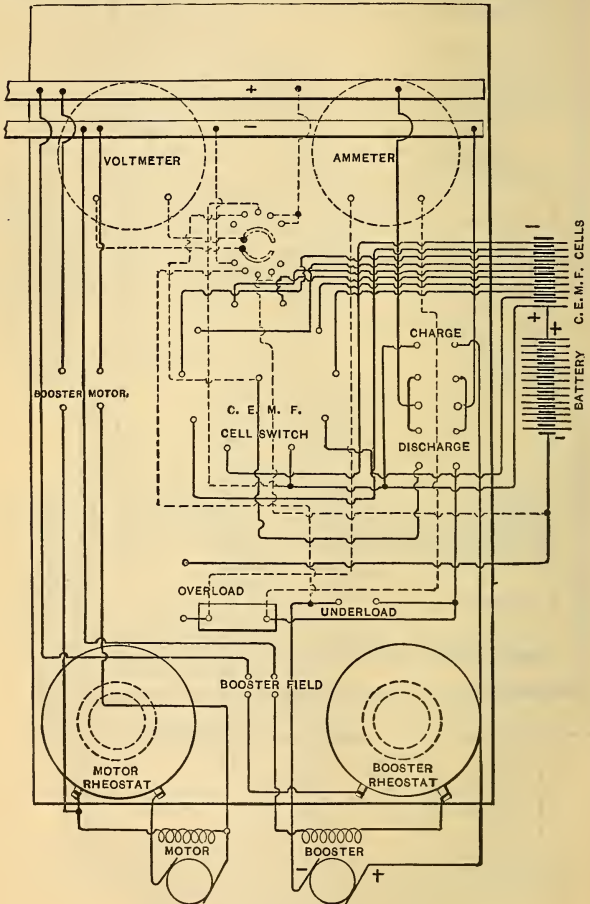 +
−
VOLTMETER
AMMETER
C. E. M. F. CELLS
−
+
+
BATTERY
−
CHARGE
BOOSTER MOTOR.
C. E. M. F.
CELL SWITCH
DISCHARGE
OVERLOAD
UNDERLOAD
BOOSTER FIELD
MOTOR
RHEOSTAT
BOOSTER
RHEOSTAT
MOTOR
BOOSTER
−
+